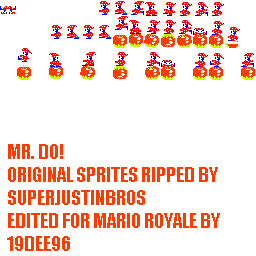 MR. DO!
ORIGINAL SPRITES RIPPED BY
SUPERJUSTINBROS
EDITED FOR MARIO ROYALE BY
19DEE96